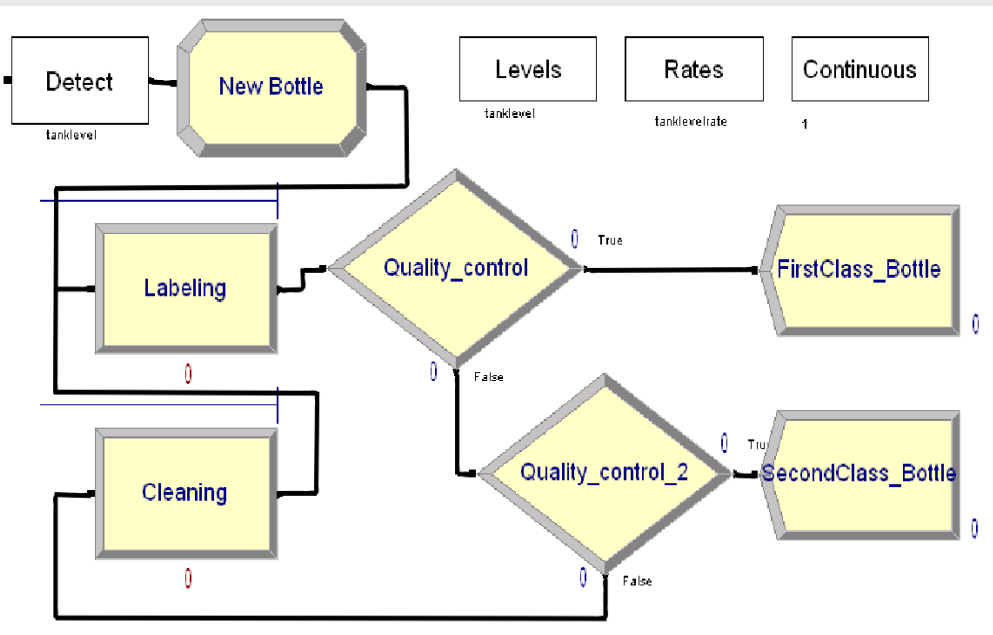 Detect
tanklevel
New Bottle
Levels
tanklevel
Rates
tanklevelrate
Continuous
1
Labeling
0
Quality_control
0 True
0 False
FirstClass_Bottle
0
Cleaning
0
Quality_control_2
0 Tru
0 False
SecondClass_Bottle
0